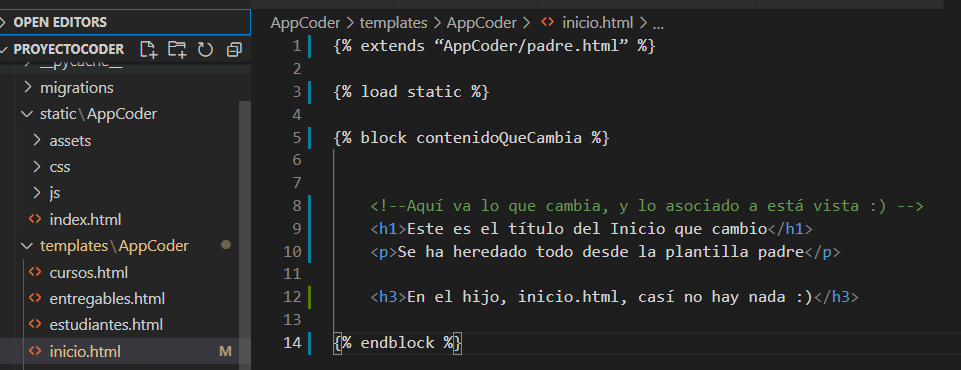 OPEN EDITORS
PROYECTOCODER
__pycache__
migrations
static\AppCoder
assets
css
js
index.html
templates\AppCoder
cursos.html
entregables.html
estudiantes.html
inicio.html M
AppCoder > templates > AppCoder > <> inicio.html > ...
1 {% extends “AppCoder/padre.html” %}
2
3 {% load static %}
4
5 {% block contenidoQueCambia %}
6
7
8 <!--Aquí va lo que cambia, y lo asociado a está vista :) -->
9 <h1>Este es el título del Inicio que cambio</h1>
10 <p>Se ha heredado todo desde la plantilla padre</p>
11
12 <h3>En el hijo, inicio.html, casí no hay nada :)</h3>
13
14 {% endblock %}